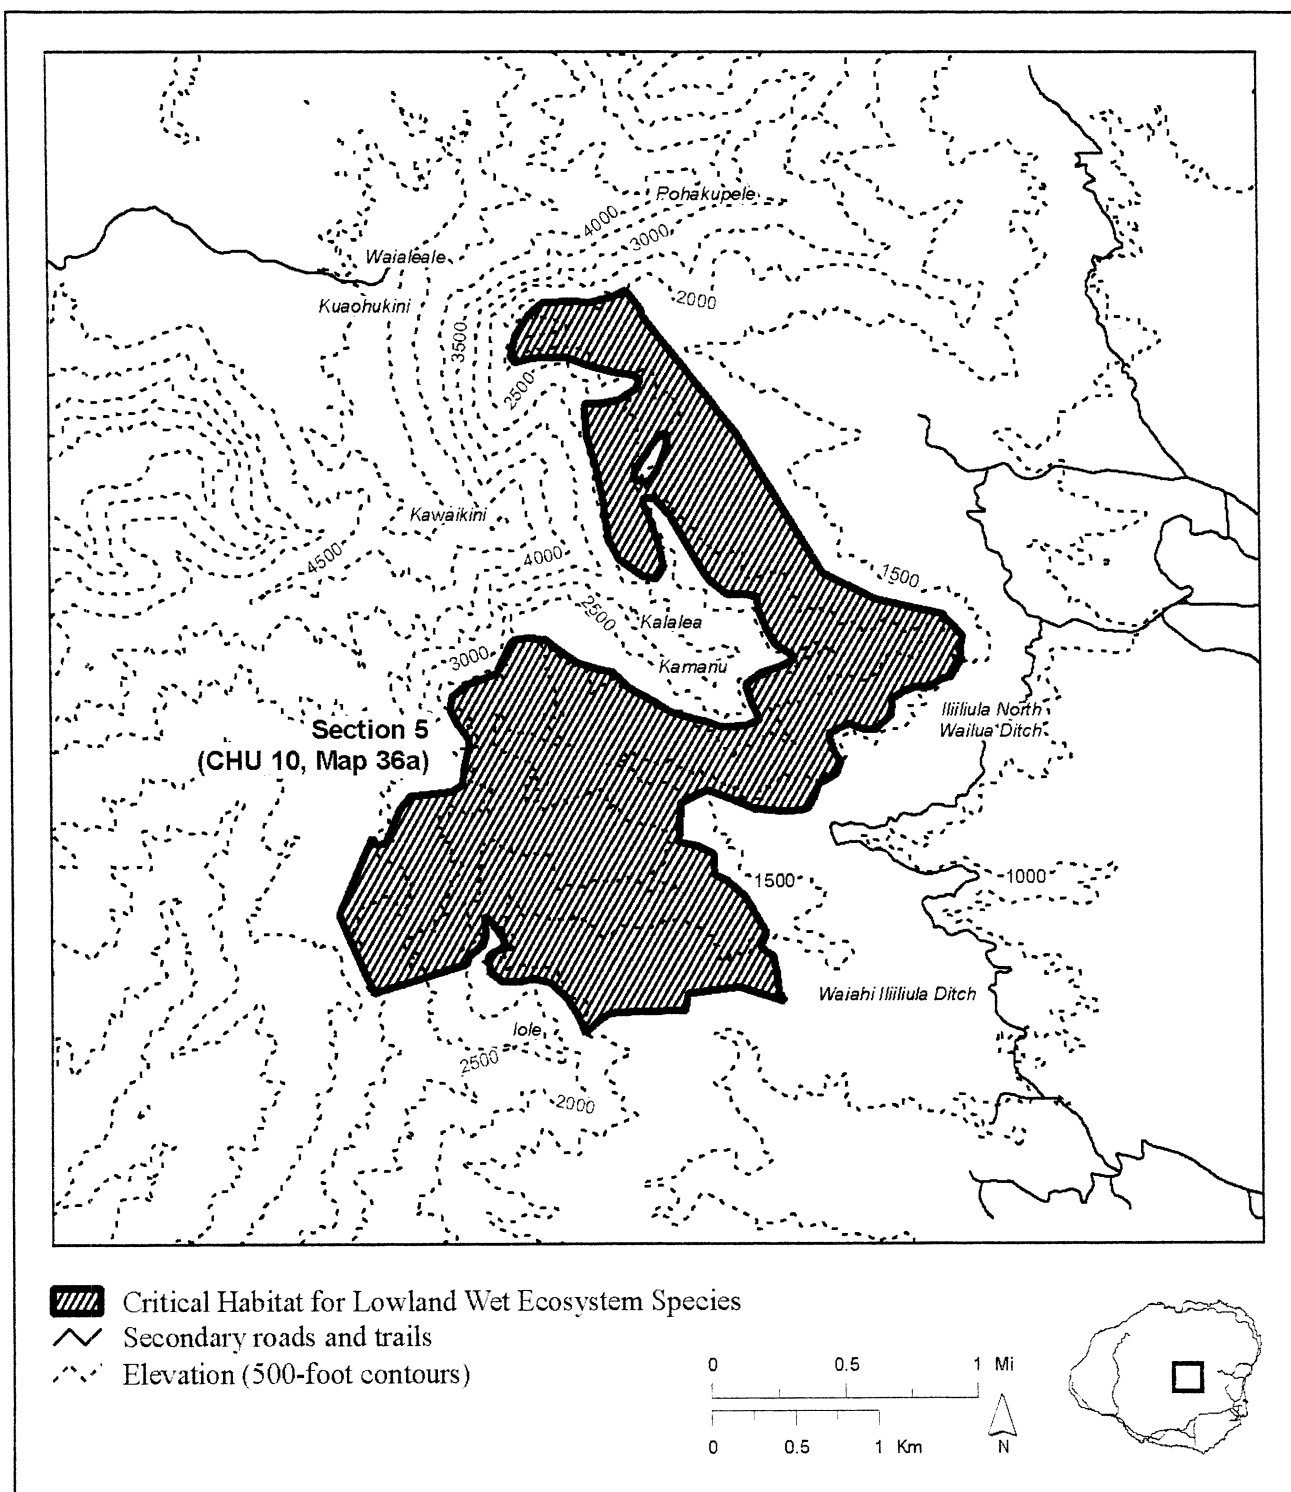 Pohakupele
4000
3000
Waialeale
Kuaohukini
2000
3500
2500
Kawaikini
4500
4000
1500
2500
Kalalea
Kamanu
3000
Iliiliula North
Wailua Ditch
Section 5
(CHU 10, Map 36a)
1500
1000
Waiahi Iliiliula Ditch
Iole
2500
2000
Critical Habitat for Lowland Wet Ecosystem Species
Secondary roads and trails
Elevation (500-foot contours)
0 0.5 1 Mi
0 0.5 1 Km
N